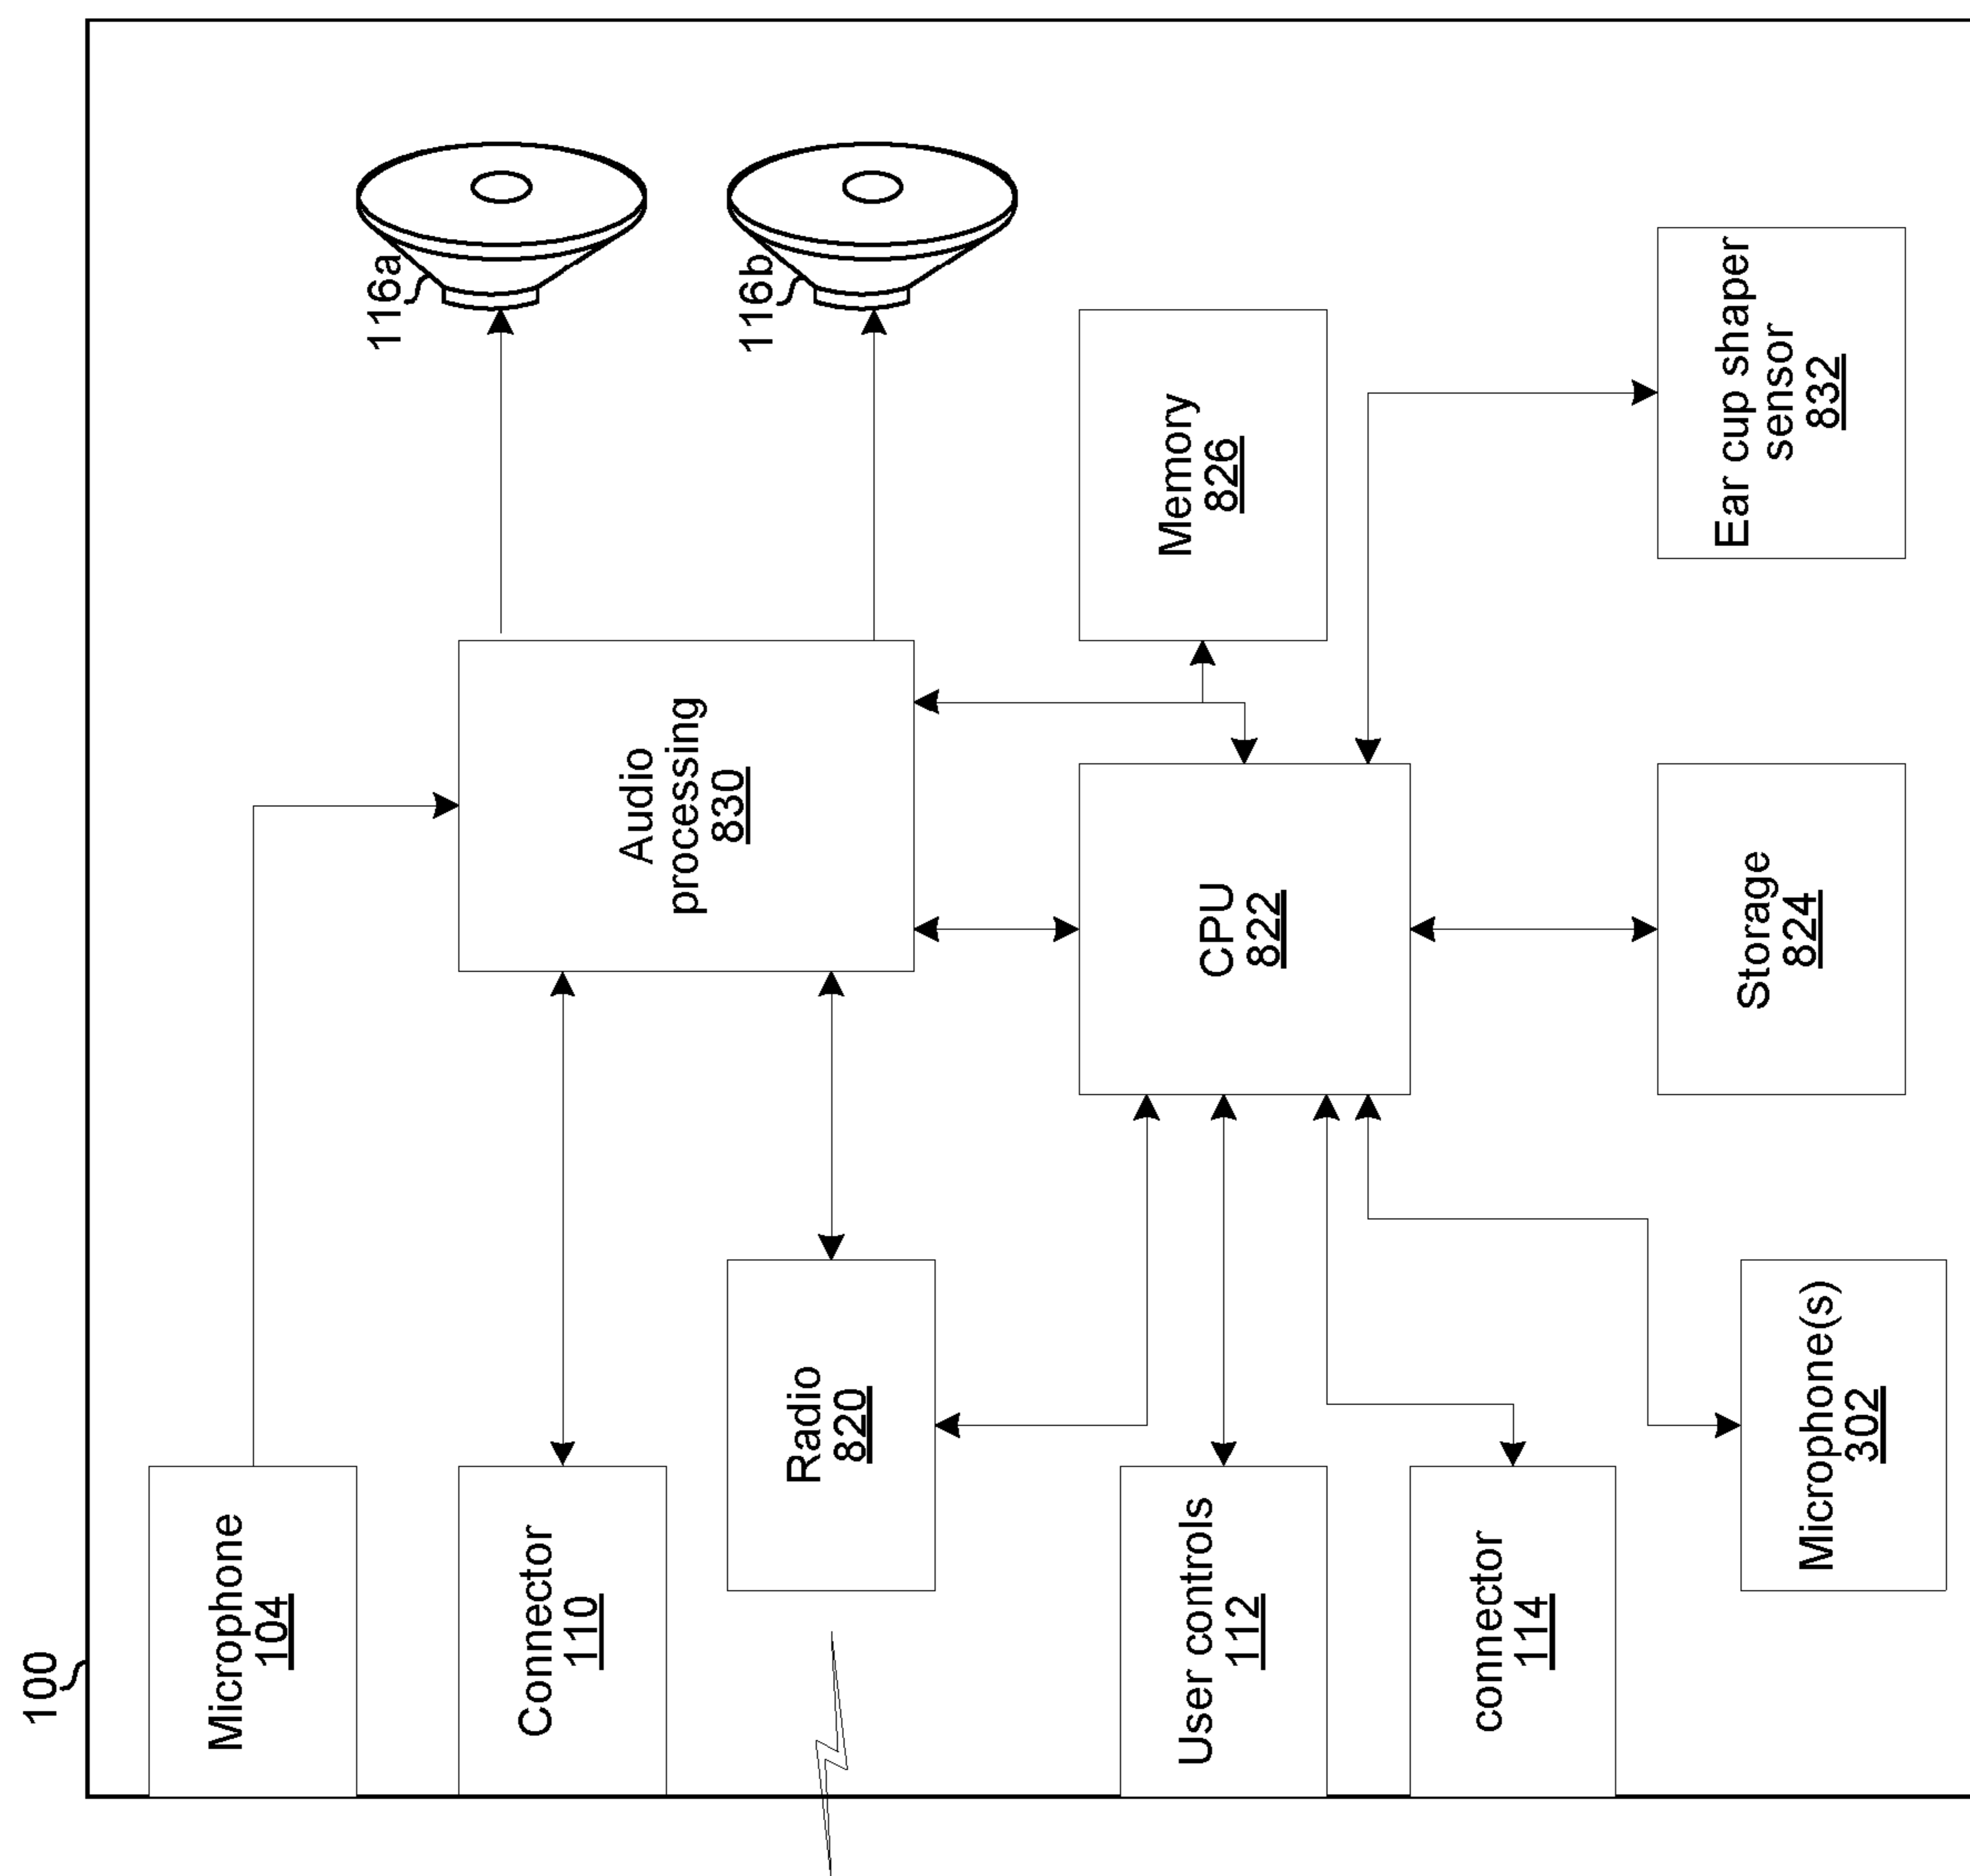 100
Microphone
104
Connector
110
Radio
820
User controls
112
connector
114
Microphone(s)
302
Audio
processing
830
CPU
822
Storage
824
116a
116b
Memory
826
Ear cup shaper
sensor
832